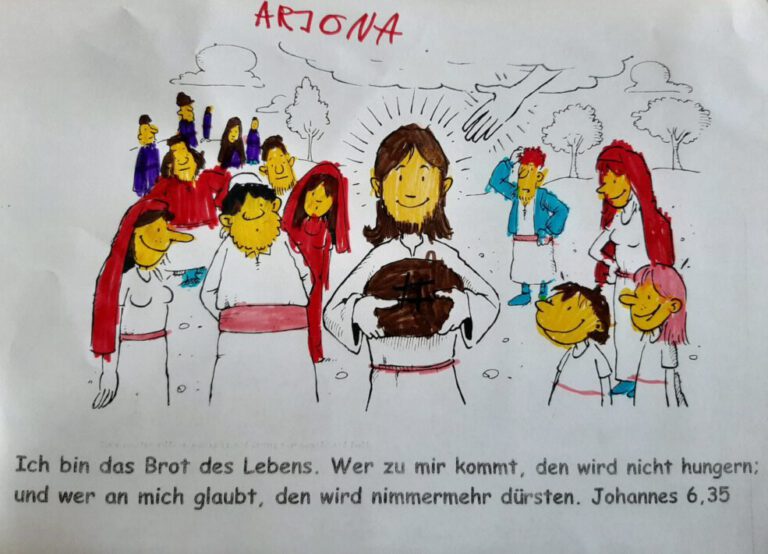 ARJONA
Ich bin das Brot des Lebens. Wer zu mir kommt, den wird nicht hungern;
und wer an mich glaubt, den wird nimmermehr dürsten. Johannes 6,35